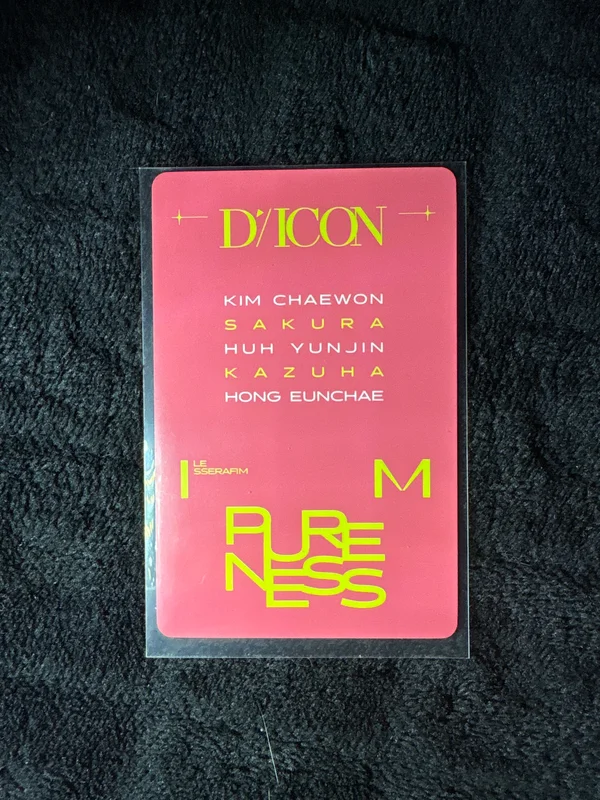 D'/ICON
KIM CHAEWON
SAKURA
HUH YUNJIN
KAZUHA
HONG EUNCHAE
I LE M
SSERAFIM
PURE
NESS